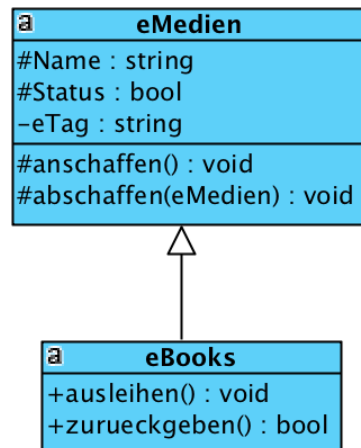 a eMedien
#Name : string
#Status : bool
-eTag : string
#anschaffen() : void
#abschaffen(eMedien) : void
a eBooks
+ausleihen() : void
+zurueckgeben() : bool